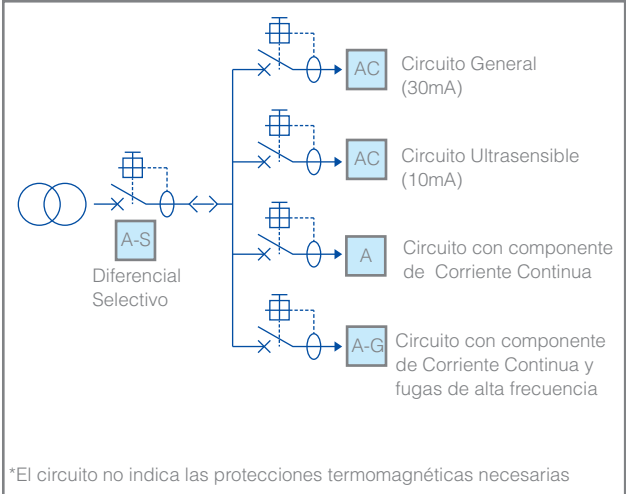 AC
Circuito General
(30mA)
AC
Circuito Ultrasensible
(10mA)
A-S
Diferencial
Selectivo
A
Circuito con componente
de Corriente Continua
A-G
Circuito con componente
de Corriente Continua y
fugas de alta frecuencia
*El circuito no indica las protecciones termomagnéticas necesarias